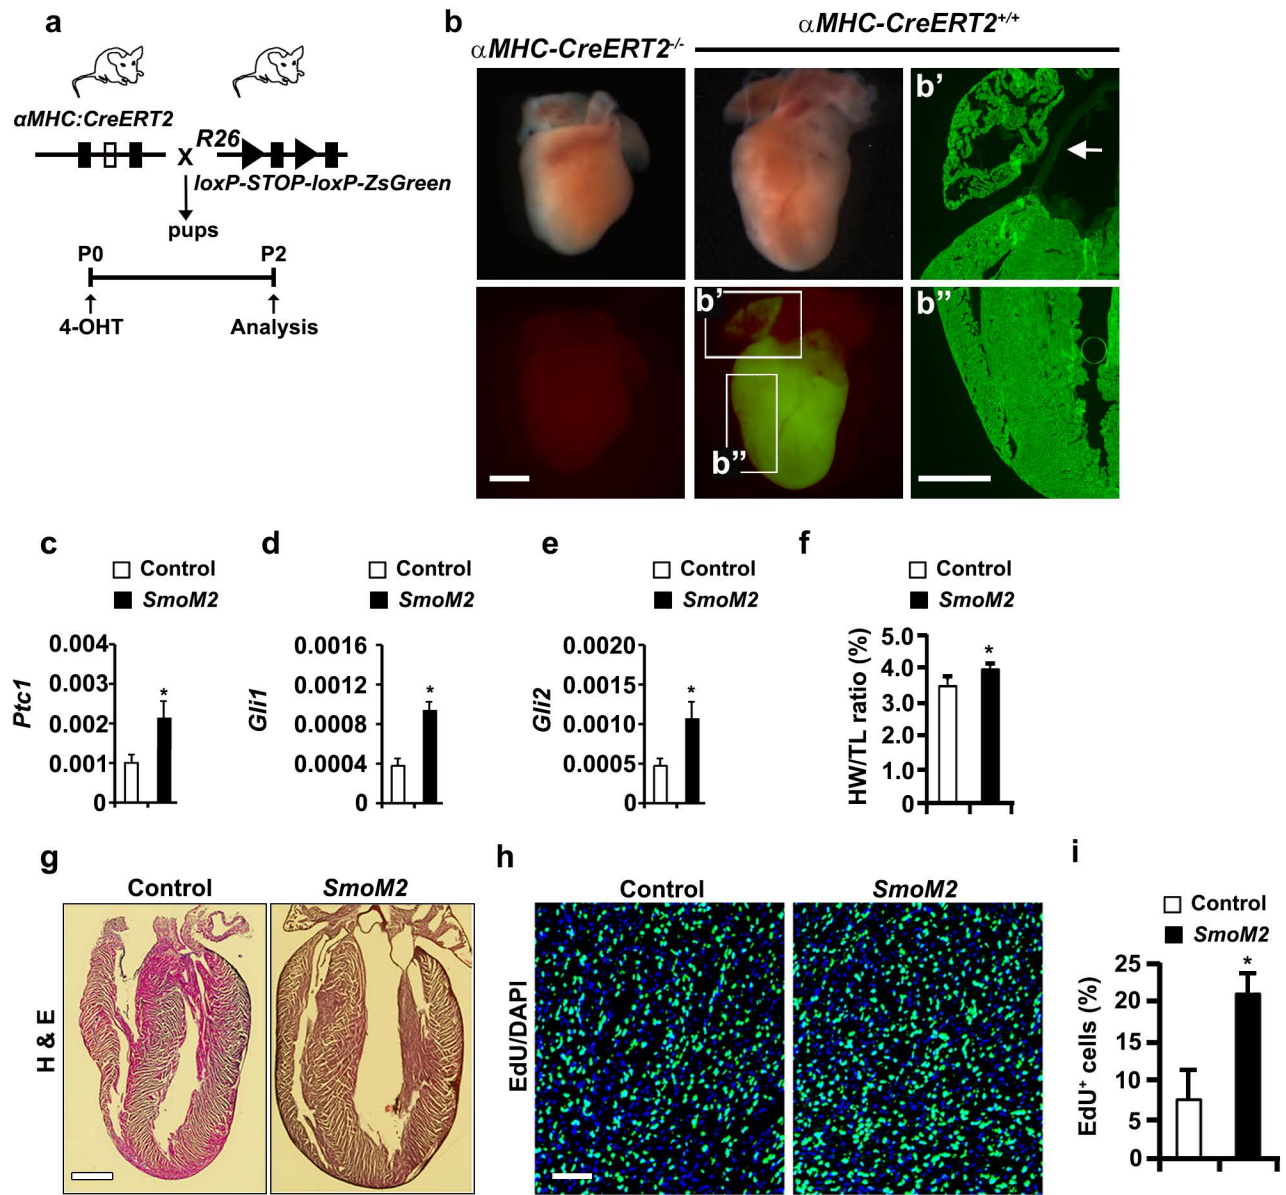 a
αMHC:CreERT2
R26
X
loxP-STOP-loxP-ZsGreen
pups
P0 P2
4-OHT Analysis
b
αMHC-CreERT2-/-
αMHC-CreERT2+/+
b’
b’
b”
b”
c
Control
SmoM2
Ptc1
0.004
0.003
0.002
0.001
0
*
d
Control
SmoM2
Gli1
0.0016
0.0012
0.0008
0.0004
0
*
e
Control
SmoM2
Gli2
0.0020
0.0015
0.0010
0.0005
0
*
f
Control
SmoM2
HW/TL ratio (%)
5.0
4.0
3.0
2.0
1.0
0
*
g
Control SmoM2
H & E
h
Control SmoM2
EdU/DAPI
i
Control
SmoM2
EdU+ cells (%)
25
20
15
10
5
0
*